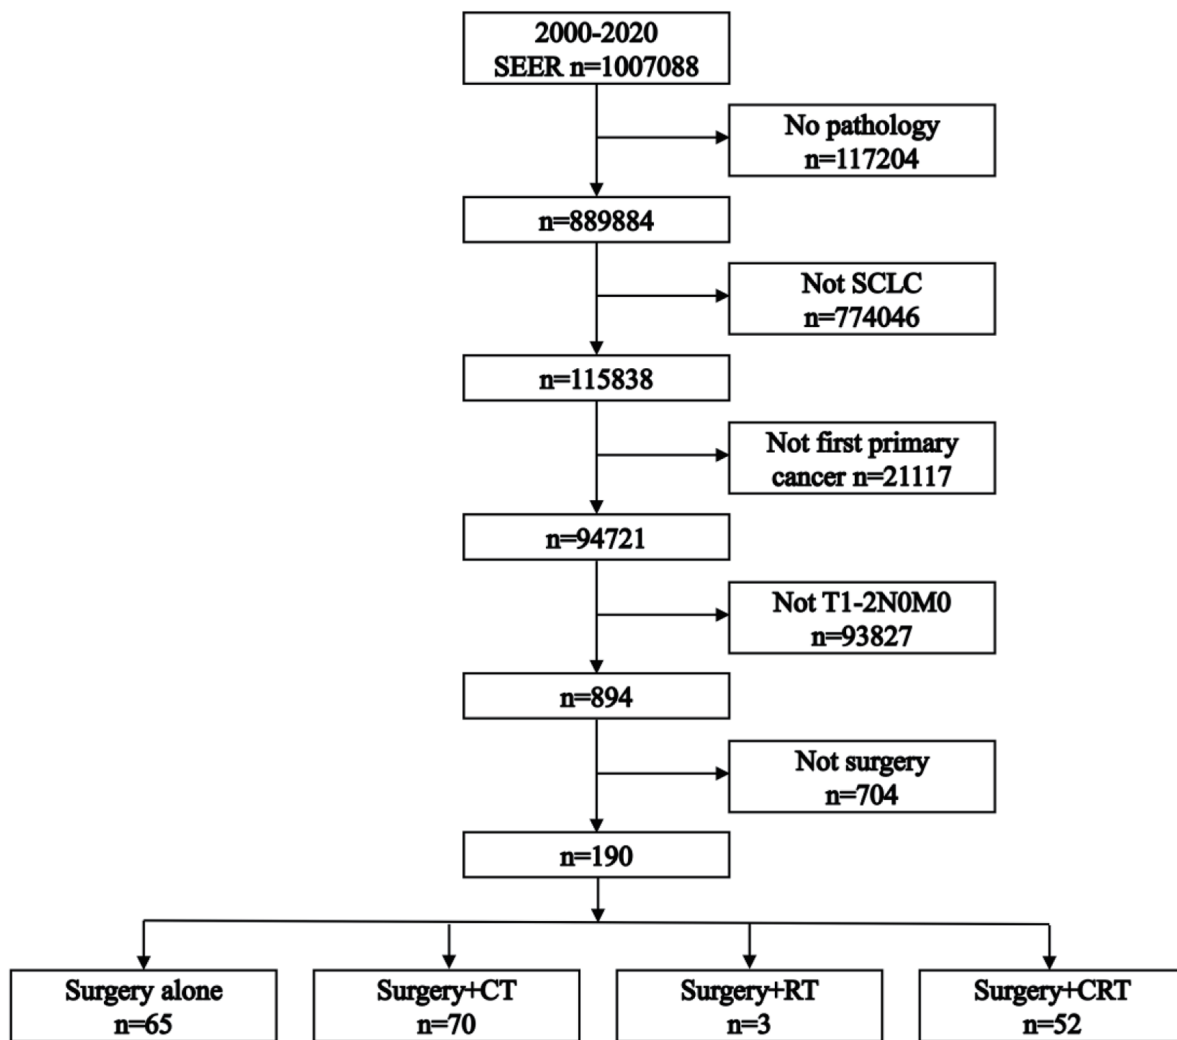 2000-2020
SEER n=1007088
No pathology
n=117204
n=889884
Not SCLC
n=774046
n=115838
Not first primary
cancer n=21117
n=94721
Not T1-2N0M0
n=93827
n=894
Not surgery
n=704
n=190
Surgery alone
n=65
Surgery+CT
n=70
Surgery+RT
n=3
Surgery+CRT
n=52